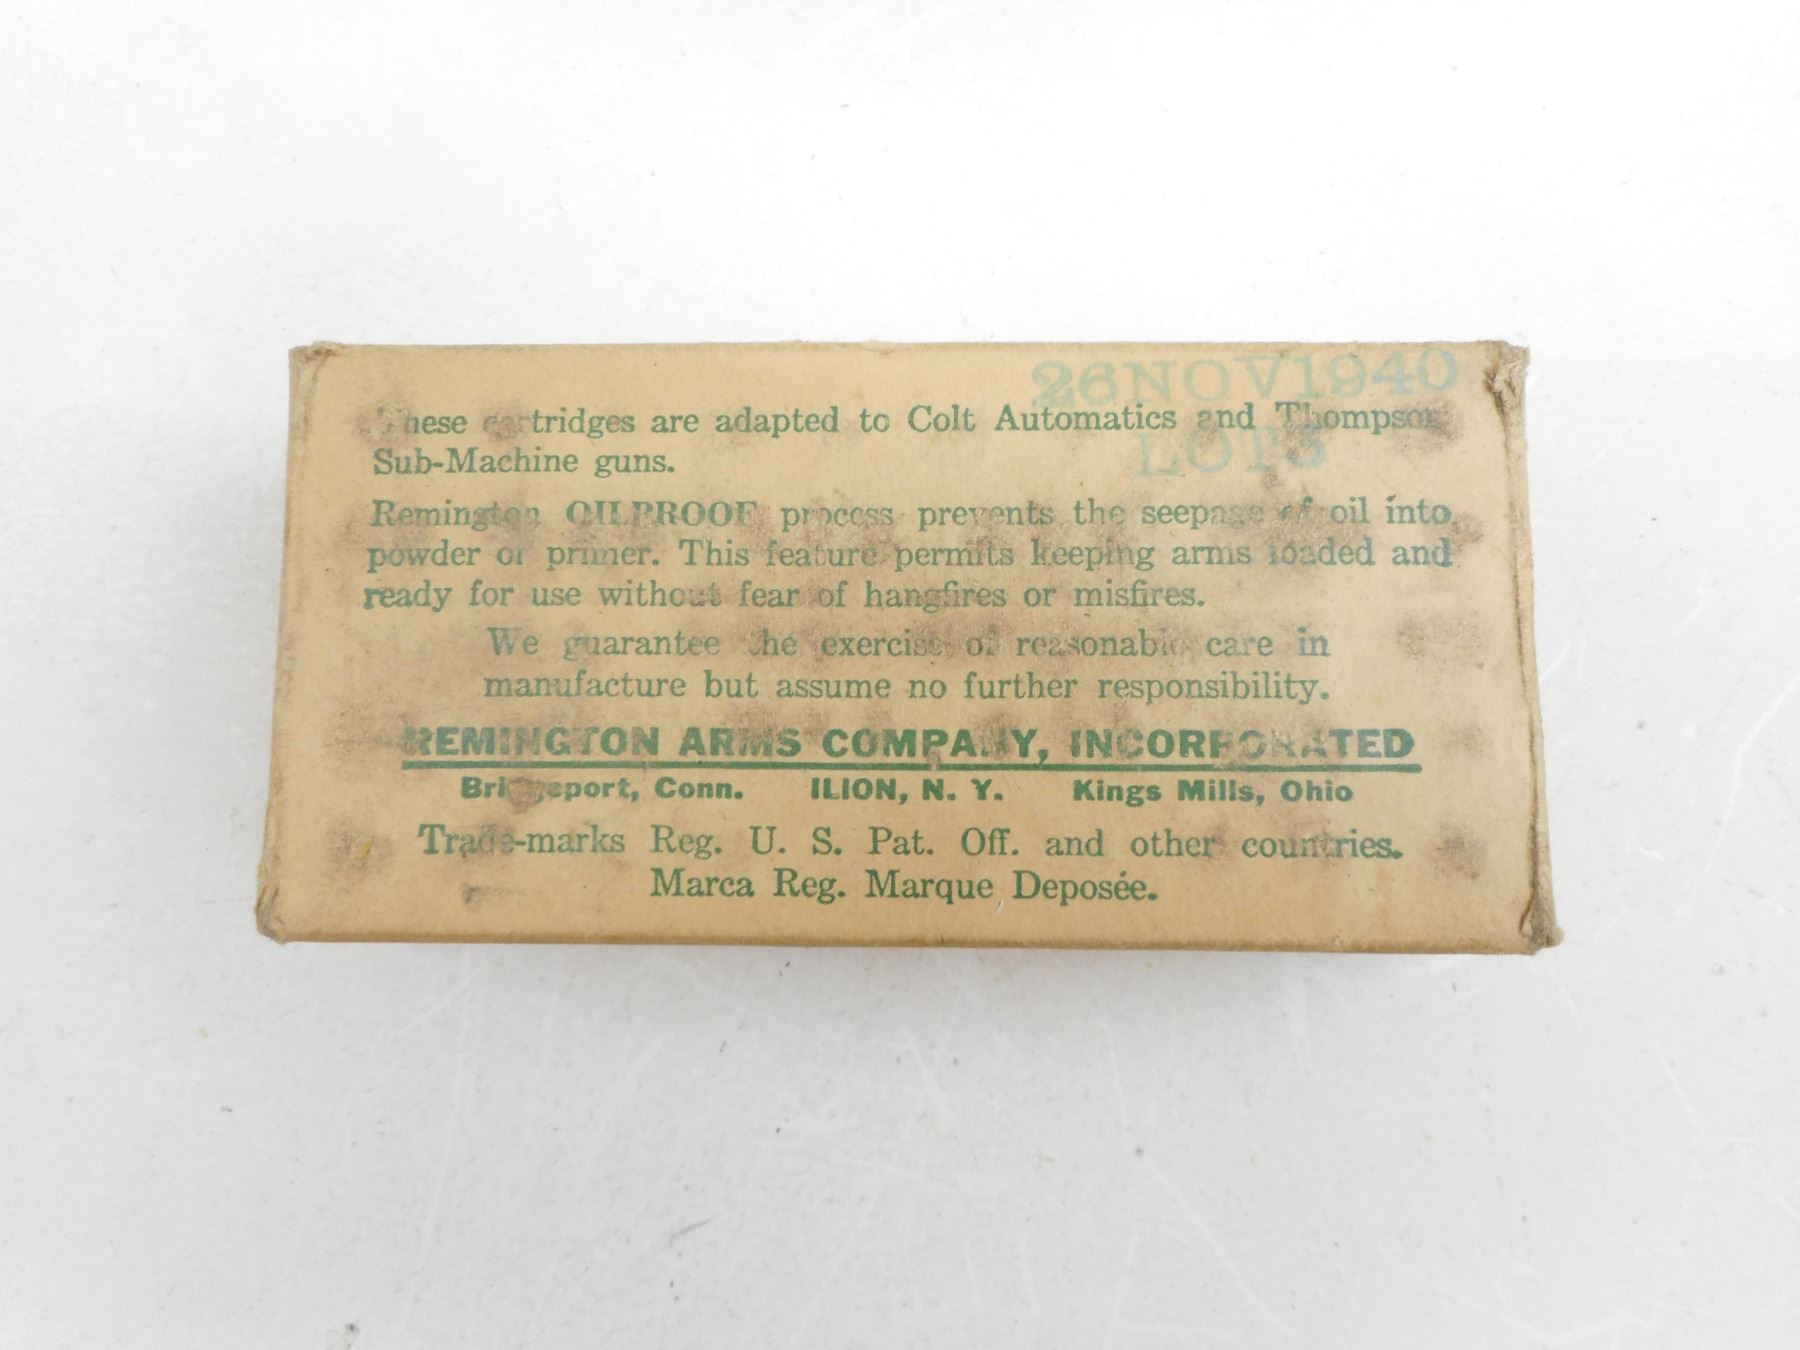 26NOV1940
These cartridges are adapted to Colt Automatics and Thompson
LOT 3
Sub-Machine guns.
Remington OILPROOF process prevents the seepage of oil into
powder or primer. This feature permits keeping arms loaded and
ready for use without fear of hangfires or misfires.
We guarantee the exercise of reasonable care in
manufacture but assume no further responsibility.
REMINGTON ARMS COMPANY, INCORPORATED
Bridgeport, Conn. ILION, N. Y. Kings Mills, Ohio
Trade-marks Reg. U. S. Pat. Off. and other countries.
Marca Reg. Marque Deposée.